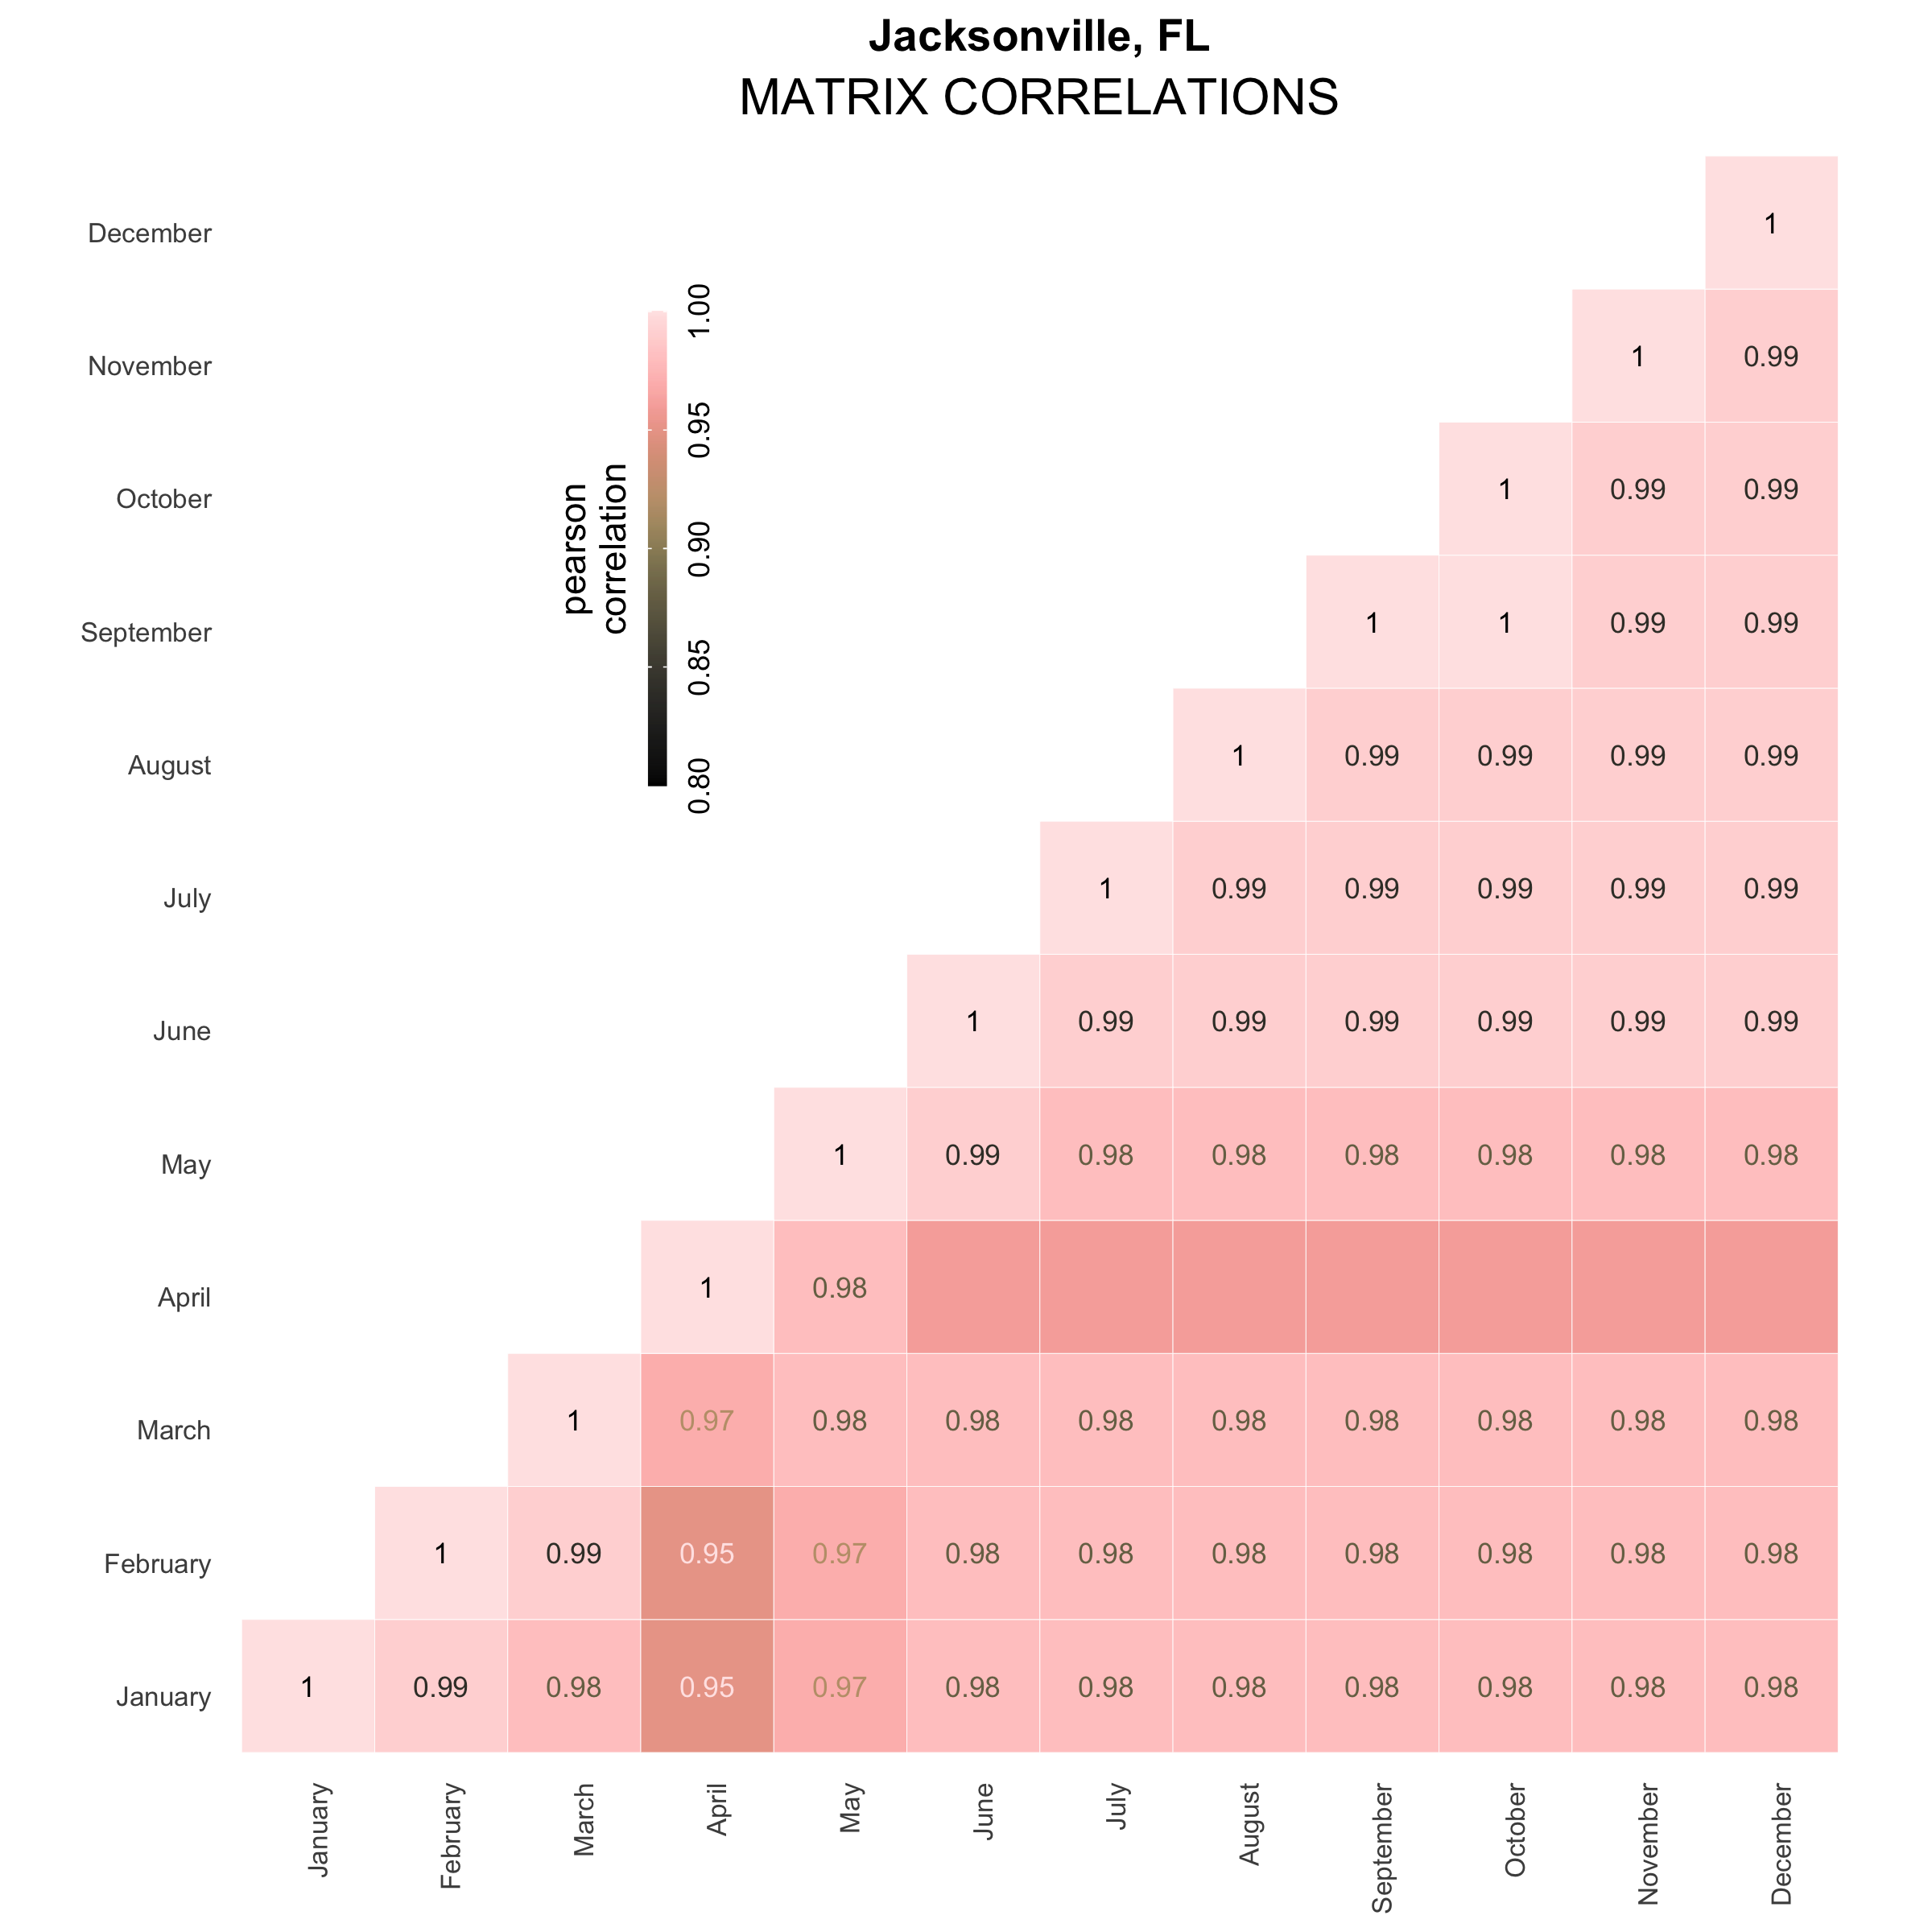 Jacksonville, FL
MATRIX CORRELATIONS
December
1
November
1 0.99
October
1 0.99 0.99
September
1 1 0.99 0.99
August
1 0.99 0.99 0.99 0.99
July
1 0.99 0.99 0.99 0.99 0.99
June
1 0.99 0.99 0.99 0.99 0.99 0.99
May
1 0.99 0.98 0.98 0.98 0.98 0.98 0.98
April
1 0.98
March
1 0.97 0.98 0.98 0.98 0.98 0.98 0.98 0.98 0.98
February
1 0.99 0.95 0.97 0.98 0.98 0.98 0.98 0.98 0.98 0.98
January
1 0.99 0.98 0.95 0.97 0.98 0.98 0.98 0.98 0.98 0.98 0.98
pearson
correlation
1.00
0.95
0.90
0.85
0.80
January
February
March
April
May
June
July
August
September
October
November
December